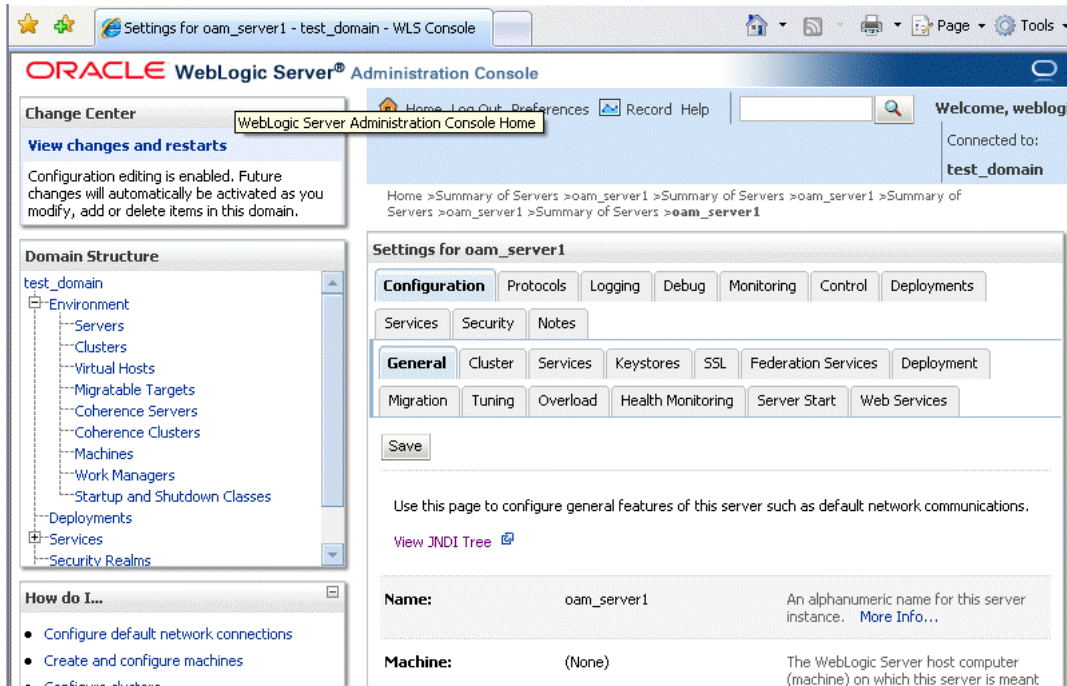 Settings for oam_server1 - test_domain - WLS Console
Page
Tools
ORACLE WebLogic Server® Administration Console
Change Center
View changes and restarts
Configuration editing is enabled. Future
changes will automatically be activated as you
modify, add or delete items in this domain.
Home Log Out Preferences Record Help
WebLogic Server Administration Console Home
Welcome, weblog
Connected to:
test_domain
Home >Summary of Servers >oam_server1 >Summary of Servers >oam_server1 >Summary of
Servers >oam_server1 >Summary of Servers >oam_server1
Domain Structure
test_domain
Environment
Servers
Clusters
Virtual Hosts
Migratable Targets
Coherence Servers
Coherence Clusters
Machines
Work Managers
Startup and Shutdown Classes
Deployments
Services
Security Realms
How do I...
Configure default network connections
Create and configure machines
Configure clusters
Settings for oam_server1
Configuration Protocols Logging Debug Monitoring Control Deployments
Services Security Notes
General Cluster Services Keystores SSL Federation Services Deployment
Migration Tuning Overload Health Monitoring Server Start Web Services
Save
Use this page to configure general features of this server such as default network communications.
View JNDI Tree
Name: oam_server1 An alphanumeric name for this server
instance. More Info...
Machine: (None) The WebLogic Server host computer
(machine) on which this server is meant